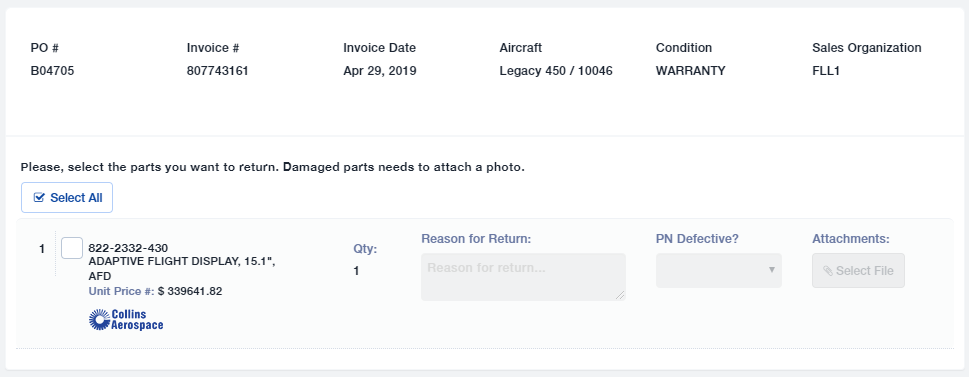 PO # Invoice # Invoice Date Aircraft Condition Sales Organization
B04705 807743161 Apr 29, 2019 Legacy 450 / 10046 WARRANTY FLL1
Please, select the parts you want to return. Damaged parts needs to attach a photo.
Select All
1
822-2332-430
ADAPTIVE FLIGHT DISPLAY, 15.1",
AFD
Unit Price #: $ 339641.82
Collins
Aerospace
Qty:
1
Reason for Return:
Reason for return...
PN Defective?
Attachments:
Select File